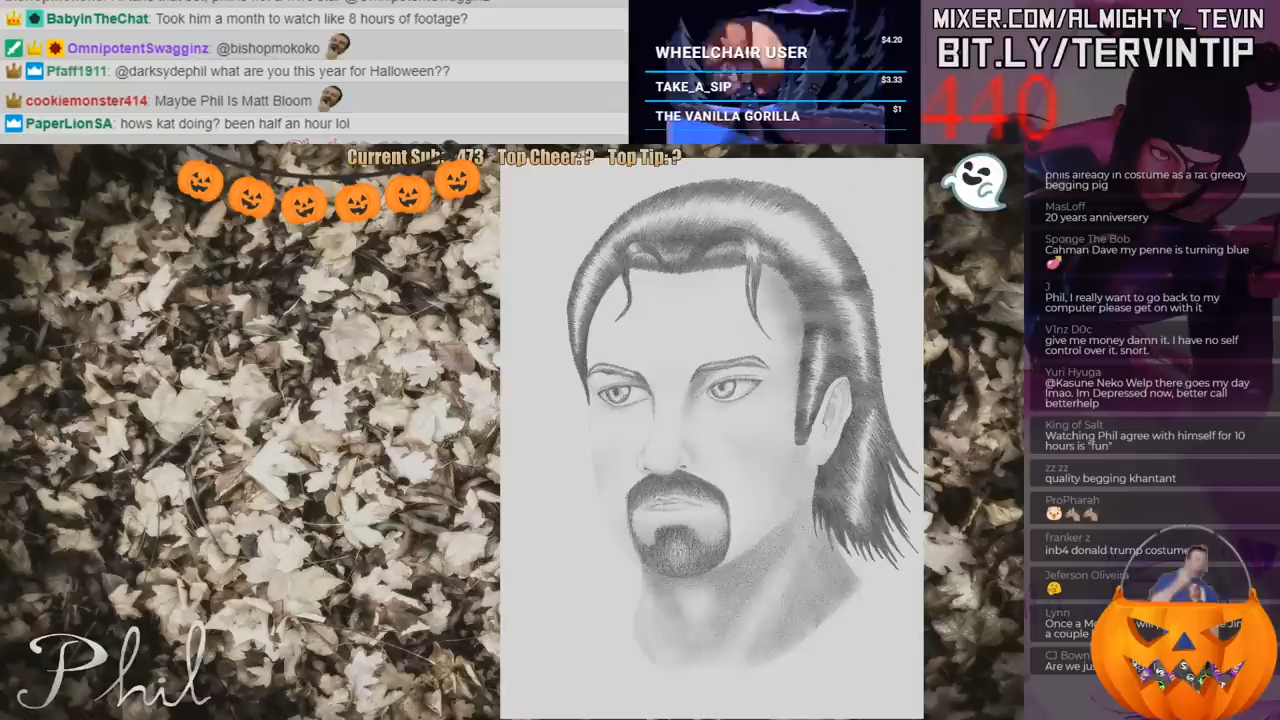 BabyInTheChat: Took him a month to watch like 8 hours of footage?
OmnipotentSwagginz: @bishopmokoko
Pfaff1911: @darksydephil what are you this year for Halloween??
cookiemonster414: Maybe Phil Is Matt Bloom
PaperLionSA: hows kat doing? been half an hour lol
WHEELCHAIR USER $4.20
TAKE_A_SIP $3.33
THE VANILLA GORILLA $1
MIXER.COM/ALMIGHTY_TEVIN
BIT.LY/TERVINTIP
440
Current Sub 473 Top Cheer:? Top Tip:?
phils already in costume as a fat greedy
begging pig
MasLoff
20 years anniversery
Sponge The Bob
Cahman Dave my penne is turning blue
J
Phil, I really want to go back to my
computer please get on with it
V1nz D0c
give me money damn it. I have no self
control over it. snort.
Yuri Hyuga
@Kasune Neko Welp there goes my day
lmao. Im Depressed now, better call
betterhelp
King of Salt
Watching Phil agree with himself for 10
hours is "fun"
zz zz
quality begging khantant
ProPharah
franker z
inb4 donald trump costume
Jeferson Oliveira
Lynn
Once a
a couple
CJ Bown
Are we
Phil